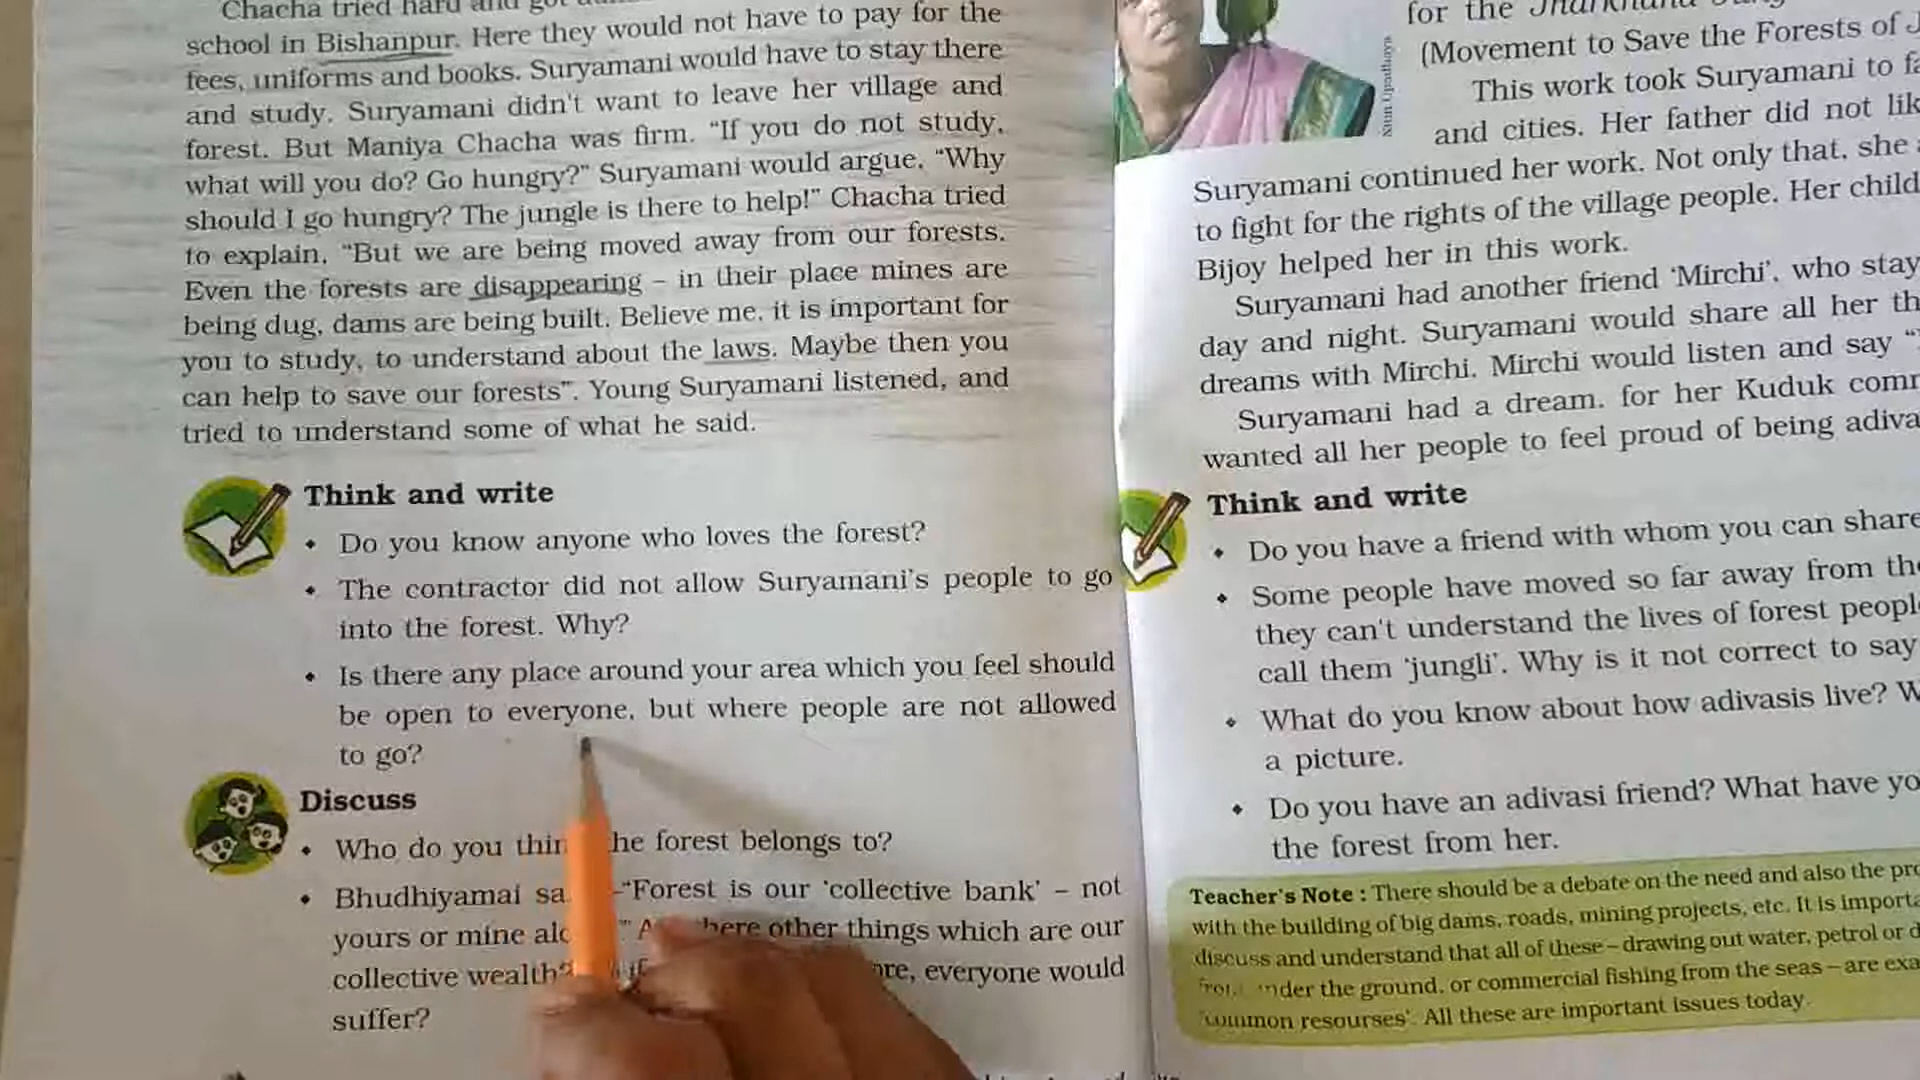 Chacha tried hard and got
school in Bishanpur. Here they would not have to pay for the
fees, uniforms and books. Suryamani would have to stay there
and study. Suryamani didn't want to leave her village and
forest. But Maniya Chacha was firm. "If you do not study,
what will you do? Go hungry?" Suryamani would argue, "Why
should I go hungry? The jungle is there to help!" Chacha tried
to explain, "But we are being moved away from our forests.
Even the forests are disappearing – in their place mines are
being dug, dams are being built. Believe me, it is important for
you to study, to understand about the laws. Maybe then you
can help to save our forests". Young Suryamani listened, and
tried to understand some of what he said.
Think and write
• Do you know anyone who loves the forest?
• The contractor did not allow Suryamani's people to go
into the forest. Why?
• Is there any place around your area which you feel should
be open to everyone, but where people are not allowed
to go?
Discuss
• Who do you thin he forest belongs to?
• Bhudhiyamai sa –"Forest is our 'collective bank' – not
yours or mine alo " A here other things which are our
collective wealth? if re, everyone would
suffer?
for the
(Movement to Save the Forests of J
This work took Suryamani to fa
and cities. Her father did not lik
Suryamani continued her work. Not only that, she
to fight for the rights of the village people. Her child
Bijoy helped her in this work.
Suryamani had another friend 'Mirchi', who stay
day and night. Suryamani would share all her th
dreams with Mirchi. Mirchi would listen and say "
Suryamani had a dream, for her Kuduk comm
wanted all her people to feel proud of being adiva
Think and write
• Do you have a friend with whom you can share
• Some people have moved so far away from the
they can't understand the lives of forest people
call them 'jungli'. Why is it not correct to say
• What do you know about how adivasis live? W
a picture.
• Do you have an adivasi friend? What have yo
the forest from her.
Teacher's Note : There should be a debate on the need and also the pro
with the building of big dams, roads, mining projects, etc. It is importa
discuss and understand that all of these – drawing out water, petrol or d
from under the ground, or commercial fishing from the seas – are exa
'common resourses'. All these are important issues today.